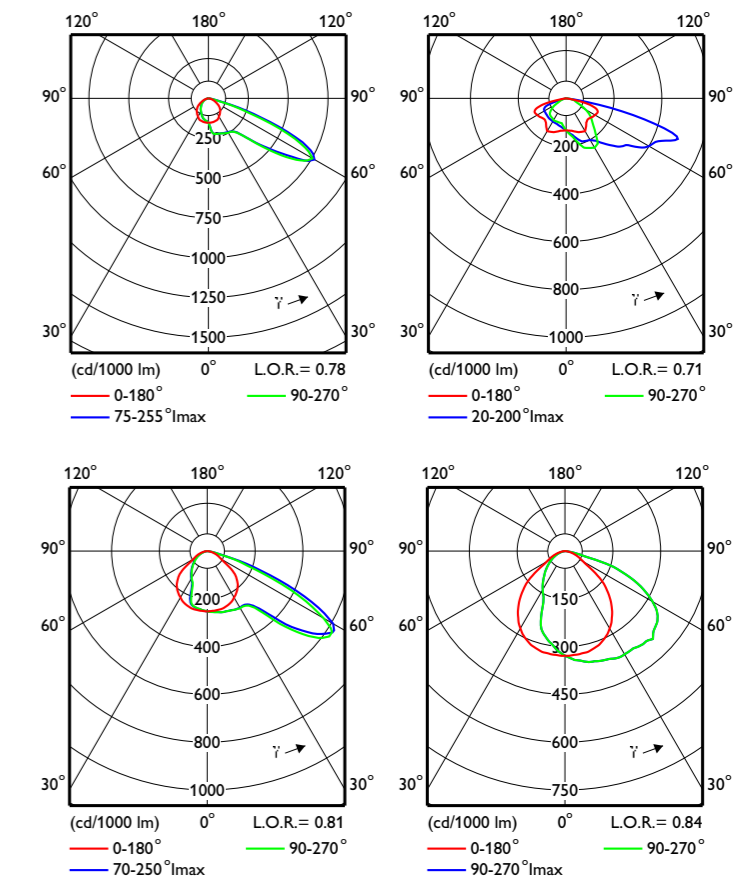 120° 180° 120° 120° 180° 120°
90° 90° 90° 90°
250 200
60° 500 60° 60° 400 60°
750 600
1000
1250 γ 800 γ
30° 1500 30° 30° 1000 30°
(cd/1000 lm) 0° L.O.R.= 0.78 (cd/1000 lm) 0° L.O.R.= 0.71
0-180° 90-270° 0-180° 90-270°
75-255°Imax 20-200°Imax
120° 180° 120° 120° 180° 120°
90° 90° 90° 90°
200 150
60° 400 60° 60° 300 60°
600 450
800 γ 600 γ
30° 1000 30° 30° 750 30°
(cd/1000 lm) 0° L.O.R.= 0.81 (cd/1000 lm) 0° L.O.R.= 0.84
0-180° 90-270° 0-180° 90-270°
70-250°Imax 90-270°Imax